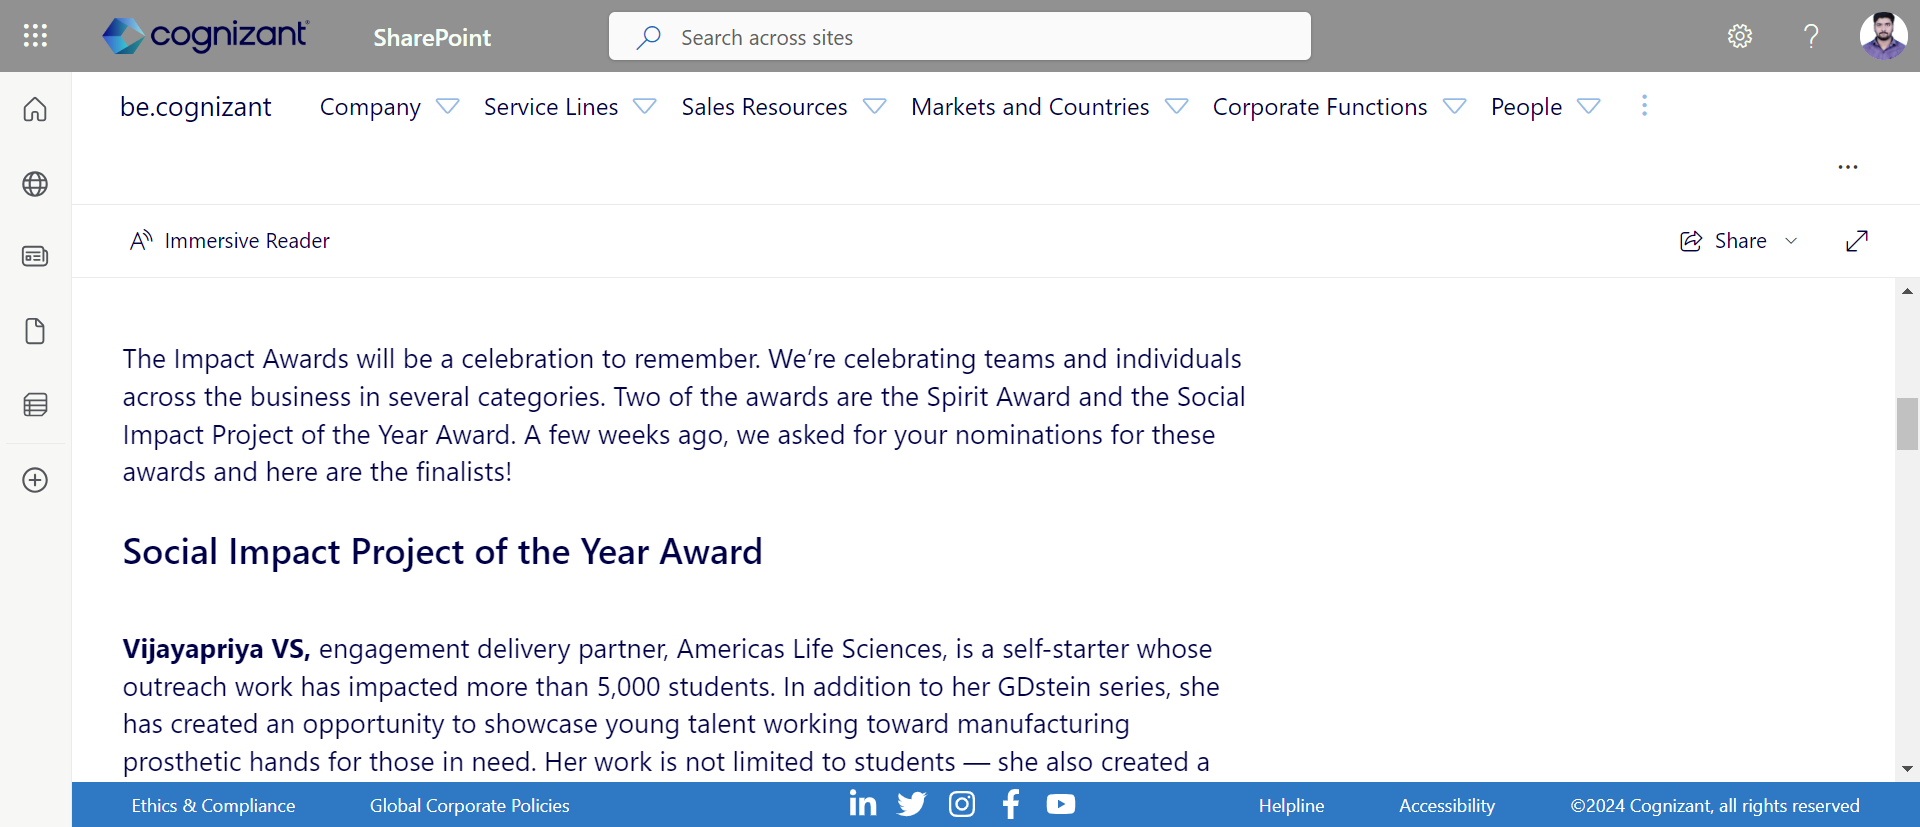 cognizant
SharePoint
Search across sites
be.cognizant
Company
Service Lines
Sales Resources
Markets and Countries
Corporate Functions
People
Immersive Reader
Share
The Impact Awards will be a celebration to remember. We’re celebrating teams and individuals
across the business in several categories. Two of the awards are the Spirit Award and the Social
Impact Project of the Year Award. A few weeks ago, we asked for your nominations for these
awards and here are the finalists!
Social Impact Project of the Year Award
Vijayapriya VS, engagement delivery partner, Americas Life Sciences, is a self-starter whose
outreach work has impacted more than 5,000 students. In addition to her GDstein series, she
has created an opportunity to showcase young talent working toward manufacturing
prosthetic hands for those in need. Her work is not limited to students — she also created a
Ethics & Compliance
Global Corporate Policies
Helpline
Accessibility
©2024 Cognizant, all rights reserved